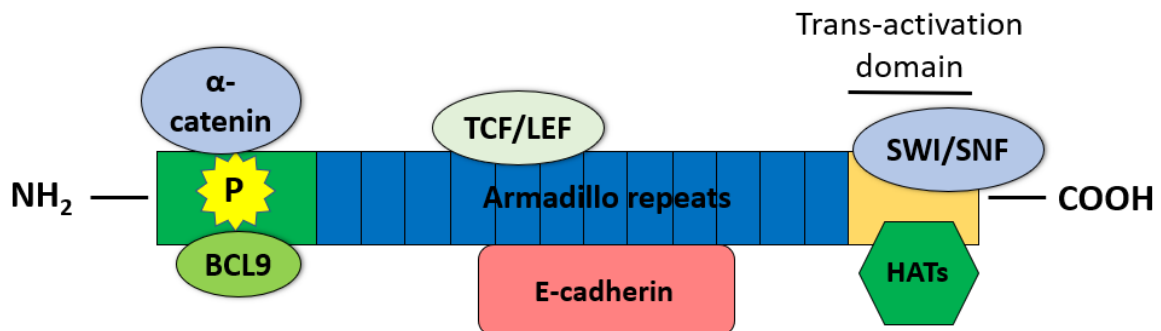 Trans-activation
domain
α-
catenin
TCF/LEF
SWI/SNF
NH₂
P
Armadillo repeats
COOH
BCL9
E-cadherin
HATs